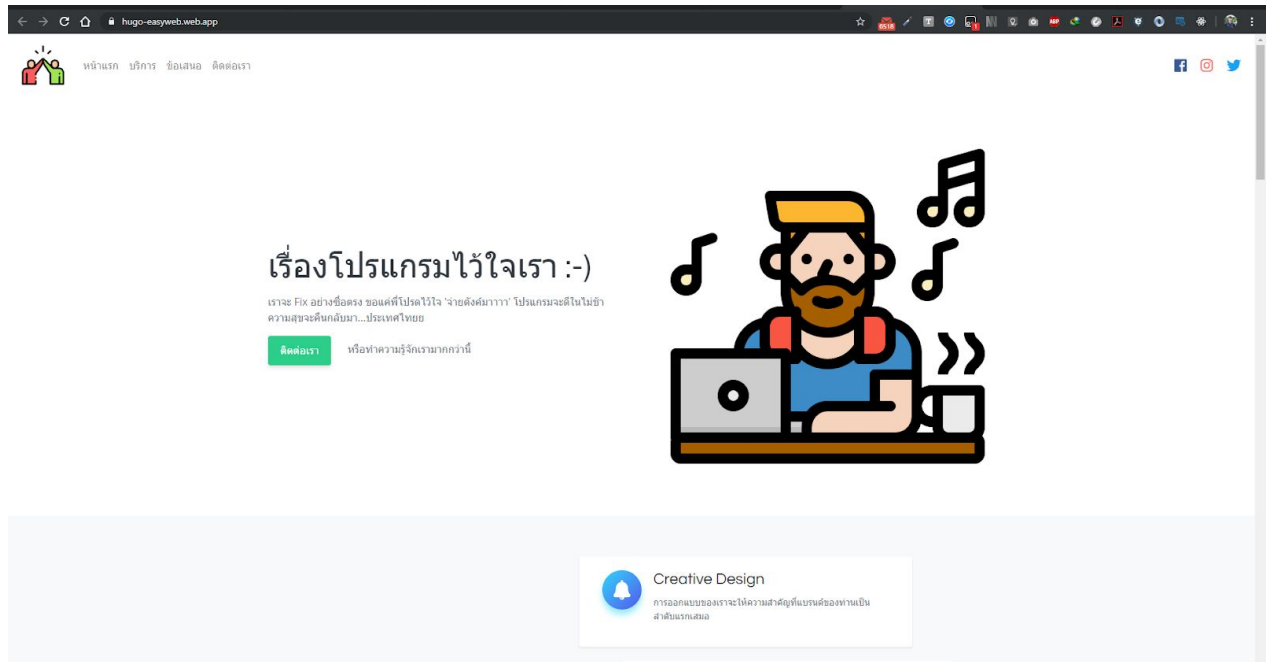 hugo-easyweb.web.app
หน้าแรก บริการ ข้อเสนอ ติดต่อเรา
เรื่องโปรแกรมไว้ใจเรา :-)
เราจะ Fix อย่างซื่อตรง ขอแค่พี่โปรดไว้ใจ 'จ่ายตังค์มาาาา' โปรแกรมจะดีในไม่ช้า
ความสุขจะคืนกลับมา...ประเทศไทยย
ติดต่อเรา หรือทำความรู้จักเรามากกว่านี้
Creative Design
การออกแบบของเราจะให้ความสำคัญที่แบรนด์ของท่านเป็น
ลำดับแรกเสมอ